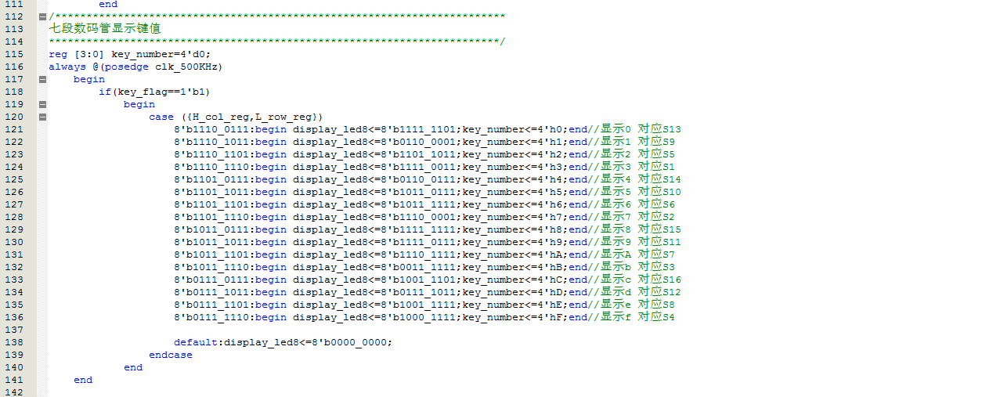 111 end
112 /************************************************************************
113 七段数码管显示键值
114 ************************************************************************/
115 reg [3:0] key_number=4'd0;
116 always @(posedge clk_500KHz)
117 begin
118 if(key_flag==1'b1)
119 begin
120 case ({H_col_reg,L_row_reg})
121 8'b1110_0111:begin display_led8<=8'b1111_1101;key_number<=4'h0;end//显示0 对应S13
122 8'b1110_1011:begin display_led8<=8'b0110_0001;key_number<=4'h1;end//显示1 对应S9
123 8'b1110_1101:begin display_led8<=8'b1101_1011;key_number<=4'h2;end//显示2 对应S5
124 8'b1110_1110:begin display_led8<=8'b1111_0011;key_number<=4'h3;end//显示3 对应S1
125 8'b1101_0111:begin display_led8<=8'b0110_0111;key_number<=4'h4;end//显示4 对应S14
126 8'b1101_1011:begin display_led8<=8'b1011_0111;key_number<=4'h5;end//显示5 对应S10
127 8'b1101_1101:begin display_led8<=8'b1011_1111;key_number<=4'h6;end//显示6 对应S6
128 8'b1101_1110:begin display_led8<=8'b1110_0001;key_number<=4'h7;end//显示7 对应S2
129 8'b1011_0111:begin display_led8<=8'b1111_1111;key_number<=4'h8;end//显示8 对应S15
130 8'b1011_1011:begin display_led8<=8'b1111_0111;key_number<=4'h9;end//显示9 对应S11
131 8'b1011_1101:begin display_led8<=8'b1110_1111;key_number<=4'hA;end//显示A 对应S7
132 8'b1011_1110:begin display_led8<=8'b0011_1111;key_number<=4'hB;end//显示b 对应S3
133 8'b0111_0111:begin display_led8<=8'b1001_1101;key_number<=4'hC;end//显示c 对应S16
134 8'b0111_1011:begin display_led8<=8'b0111_1011;key_number<=4'hD;end//显示d 对应S12
135 8'b0111_1101:begin display_led8<=8'b1001_1111;key_number<=4'hE;end//显示e 对应S8
136 8'b0111_1110:begin display_led8<=8'b1000_1111;key_number<=4'hF;end//显示f 对应S4
137
138 default:display_led8<=8'b0000_0000;
139 endcase
140 end
141 end
142